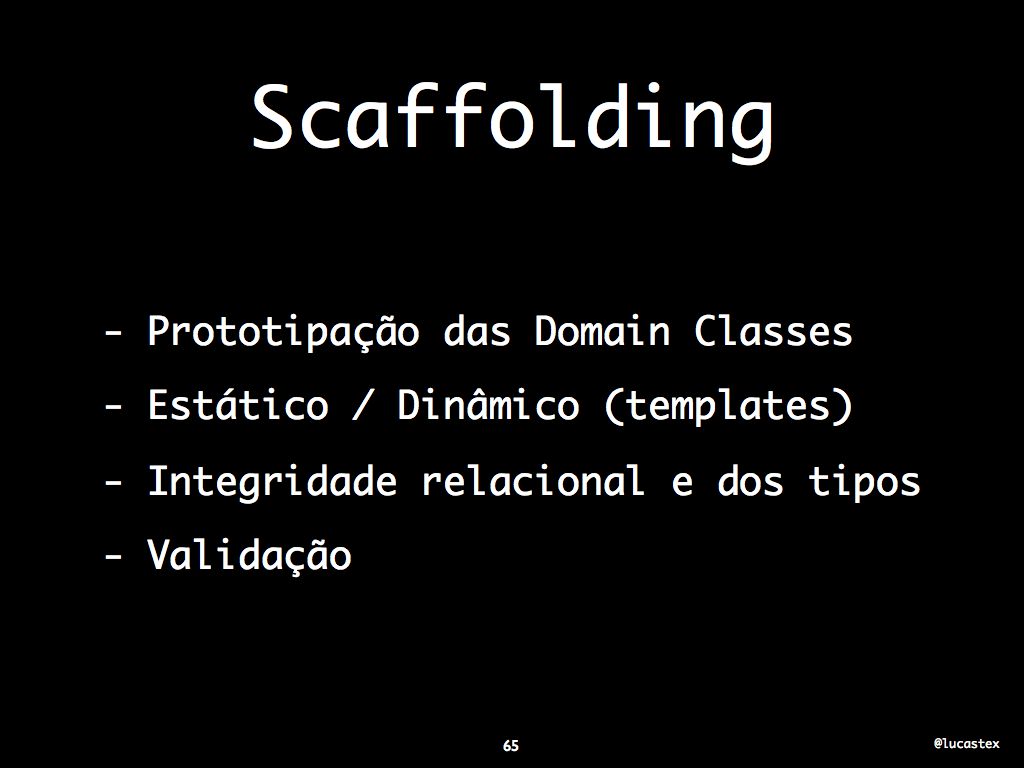 Scaffolding
- Prototipação das Domain Classes
- Estático / Dinâmico (templates)
- Integridade relacional e dos tipos
- Validação
65
@lucastex